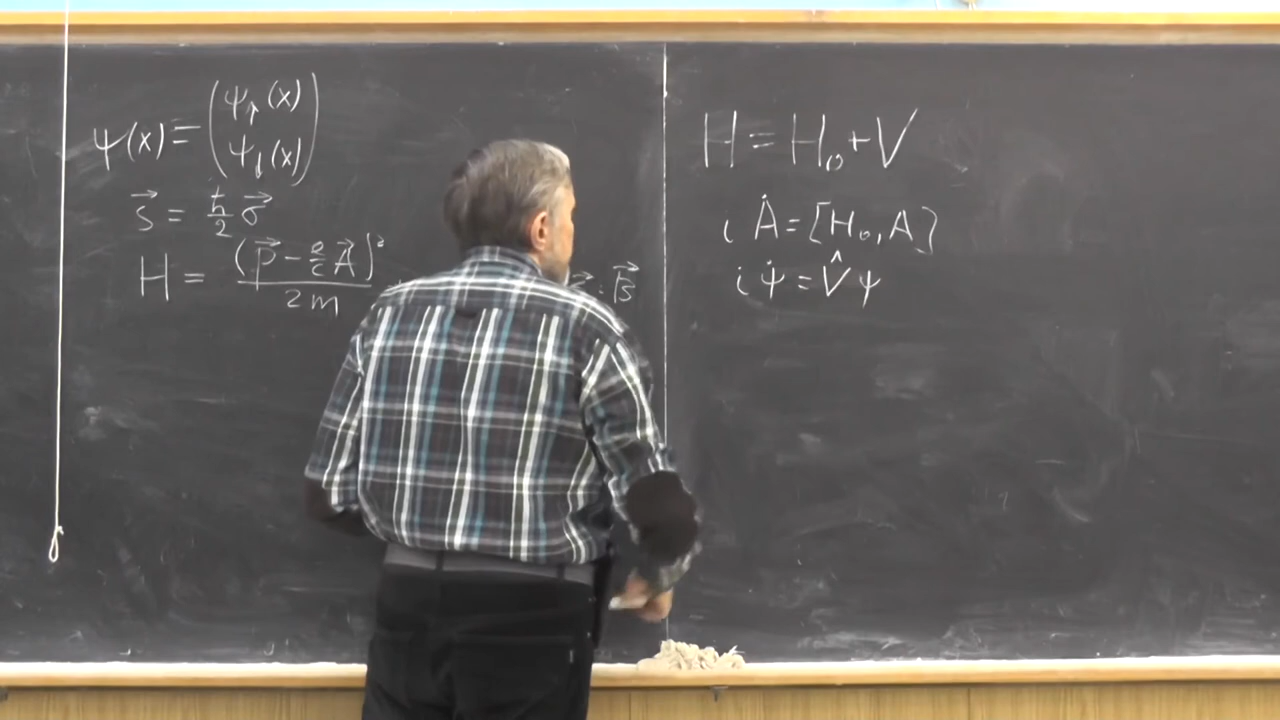 ψ(x) = (ψ↑(x)
ψ↓(x))
s⃗ = ħ/2 σ⃗
H = (p⃗ − e/c A⃗)² / 2m · B⃗
H = H₀ + V
i Ȧ = [H₀, A]
i ψ̇ = V̂ ψ